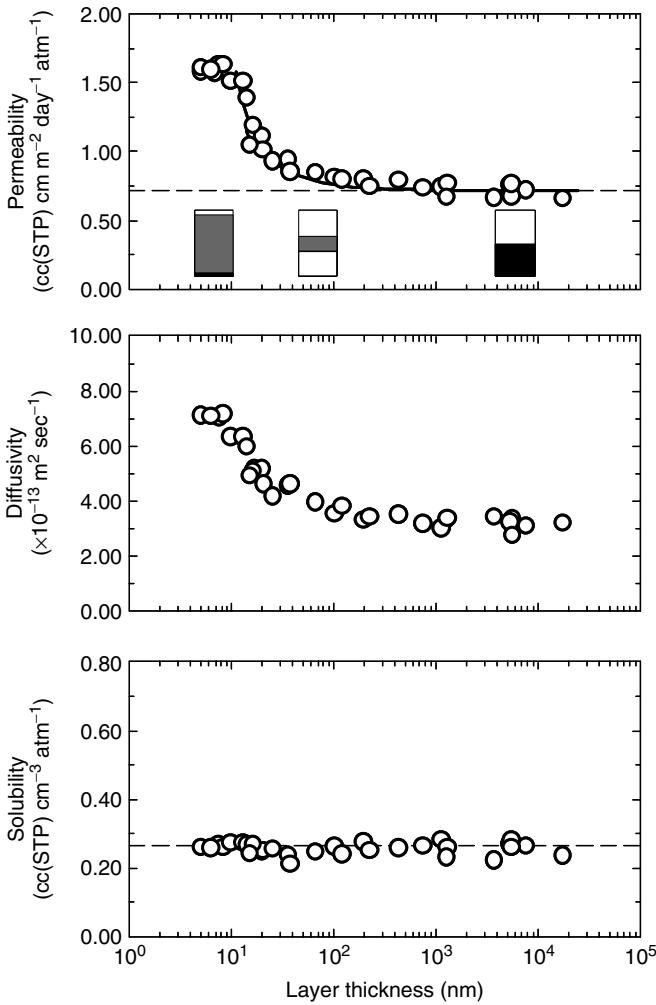 2.00
1.50
1.00
0.50
0.00
Permeability
(cc(STP) cm m⁻² day⁻¹ atm⁻¹)
10.00
8.00
6.00
4.00
2.00
0.00
Diffusivity
(×10⁻¹³ m² sec⁻¹)
0.80
0.60
0.40
0.20
0.00
Solubility
(cc(STP) cm⁻³ atm⁻¹)
10⁰ 10¹ 10² 10³ 10⁴ 10⁵
Layer thickness (nm)